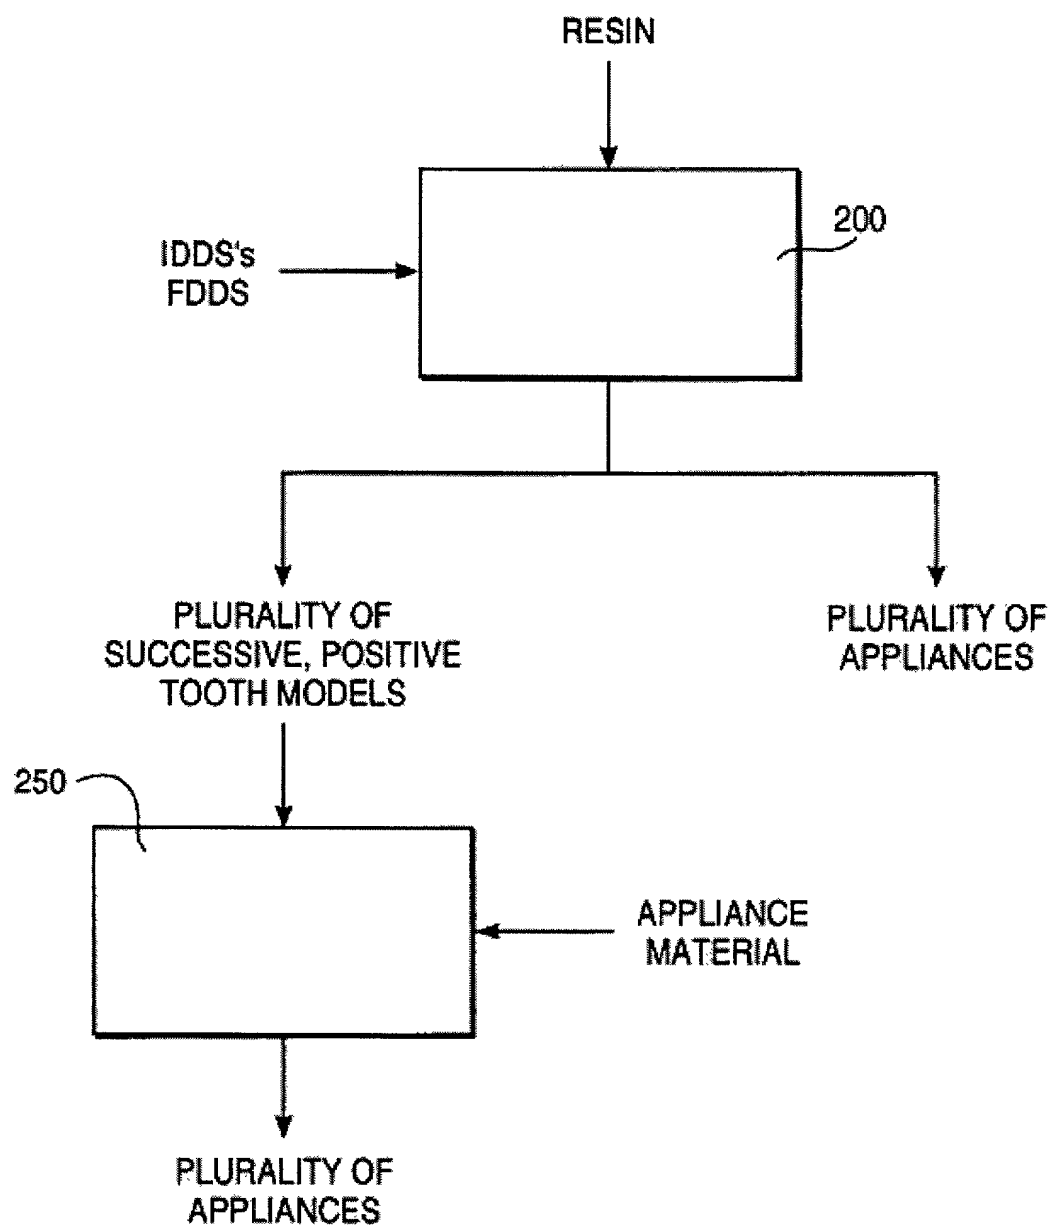 RESIN
200
IDDS's
FDDS
PLURALITY OF
SUCCESSIVE, POSITIVE
TOOTH MODELS
PLURALITY OF
APPLIANCES
250
APPLIANCE
MATERIAL
PLURALITY OF
APPLIANCES